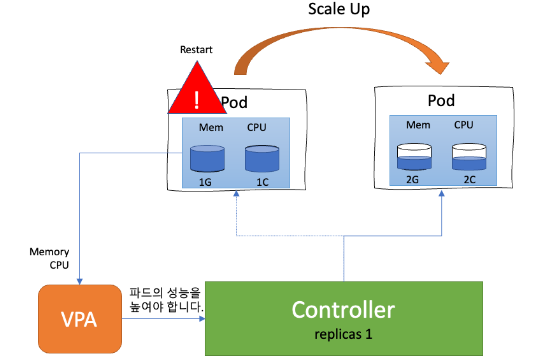 Scale Up
Restart
!
Pod
Mem CPU
1G 1C
Pod
Mem CPU
2G 2C
Memory
CPU
VPA
파드의 성능을
높여야 합니다.
Controller
replicas 1